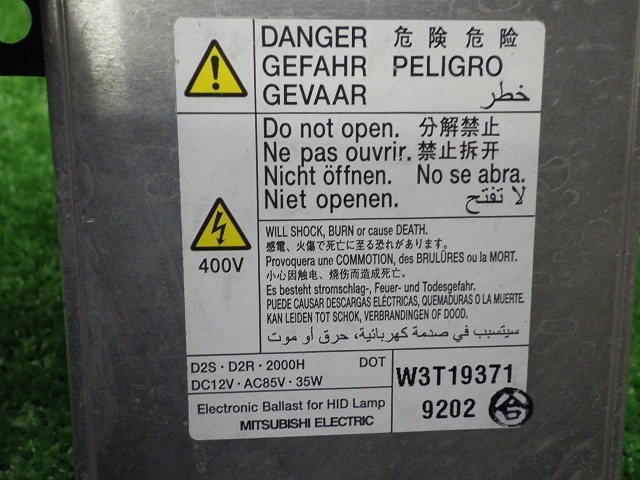 DANGER 危険 危险
GEFAHR PELIGRO
GEVAAR خطر
Do not open. 分解禁止
Ne pas ouvrir. 禁止拆开
Nicht öffnen. No se abra.
Niet openen. لا تفتح
400V
WILL SHOCK, BURN or cause DEATH.
感電、火傷で死亡に至る恐れがあります。
Provoquera une COMMOTION, des BRULÛRES ou la MORT.
小心因触电、烧伤而造成死亡。
Es besteht stromschlag-, Feuer- und Todesgefahr.
PUEDE CAUSAR DESCARGAS ELÉCTRICAS, QUEMADURAS O LA MUERTE.
KAN LEIDEN TOT SCHOK, VERBRANDINGEN OF DOOD.
سيتسبب في صدمة كهربائية، حرق أو موت
D2S・D2R・2000H DOT
DC12V・AC85V・35W
W3T19371
9202 合
Electronic Ballast for HID Lamp
MITSUBISHI ELECTRIC